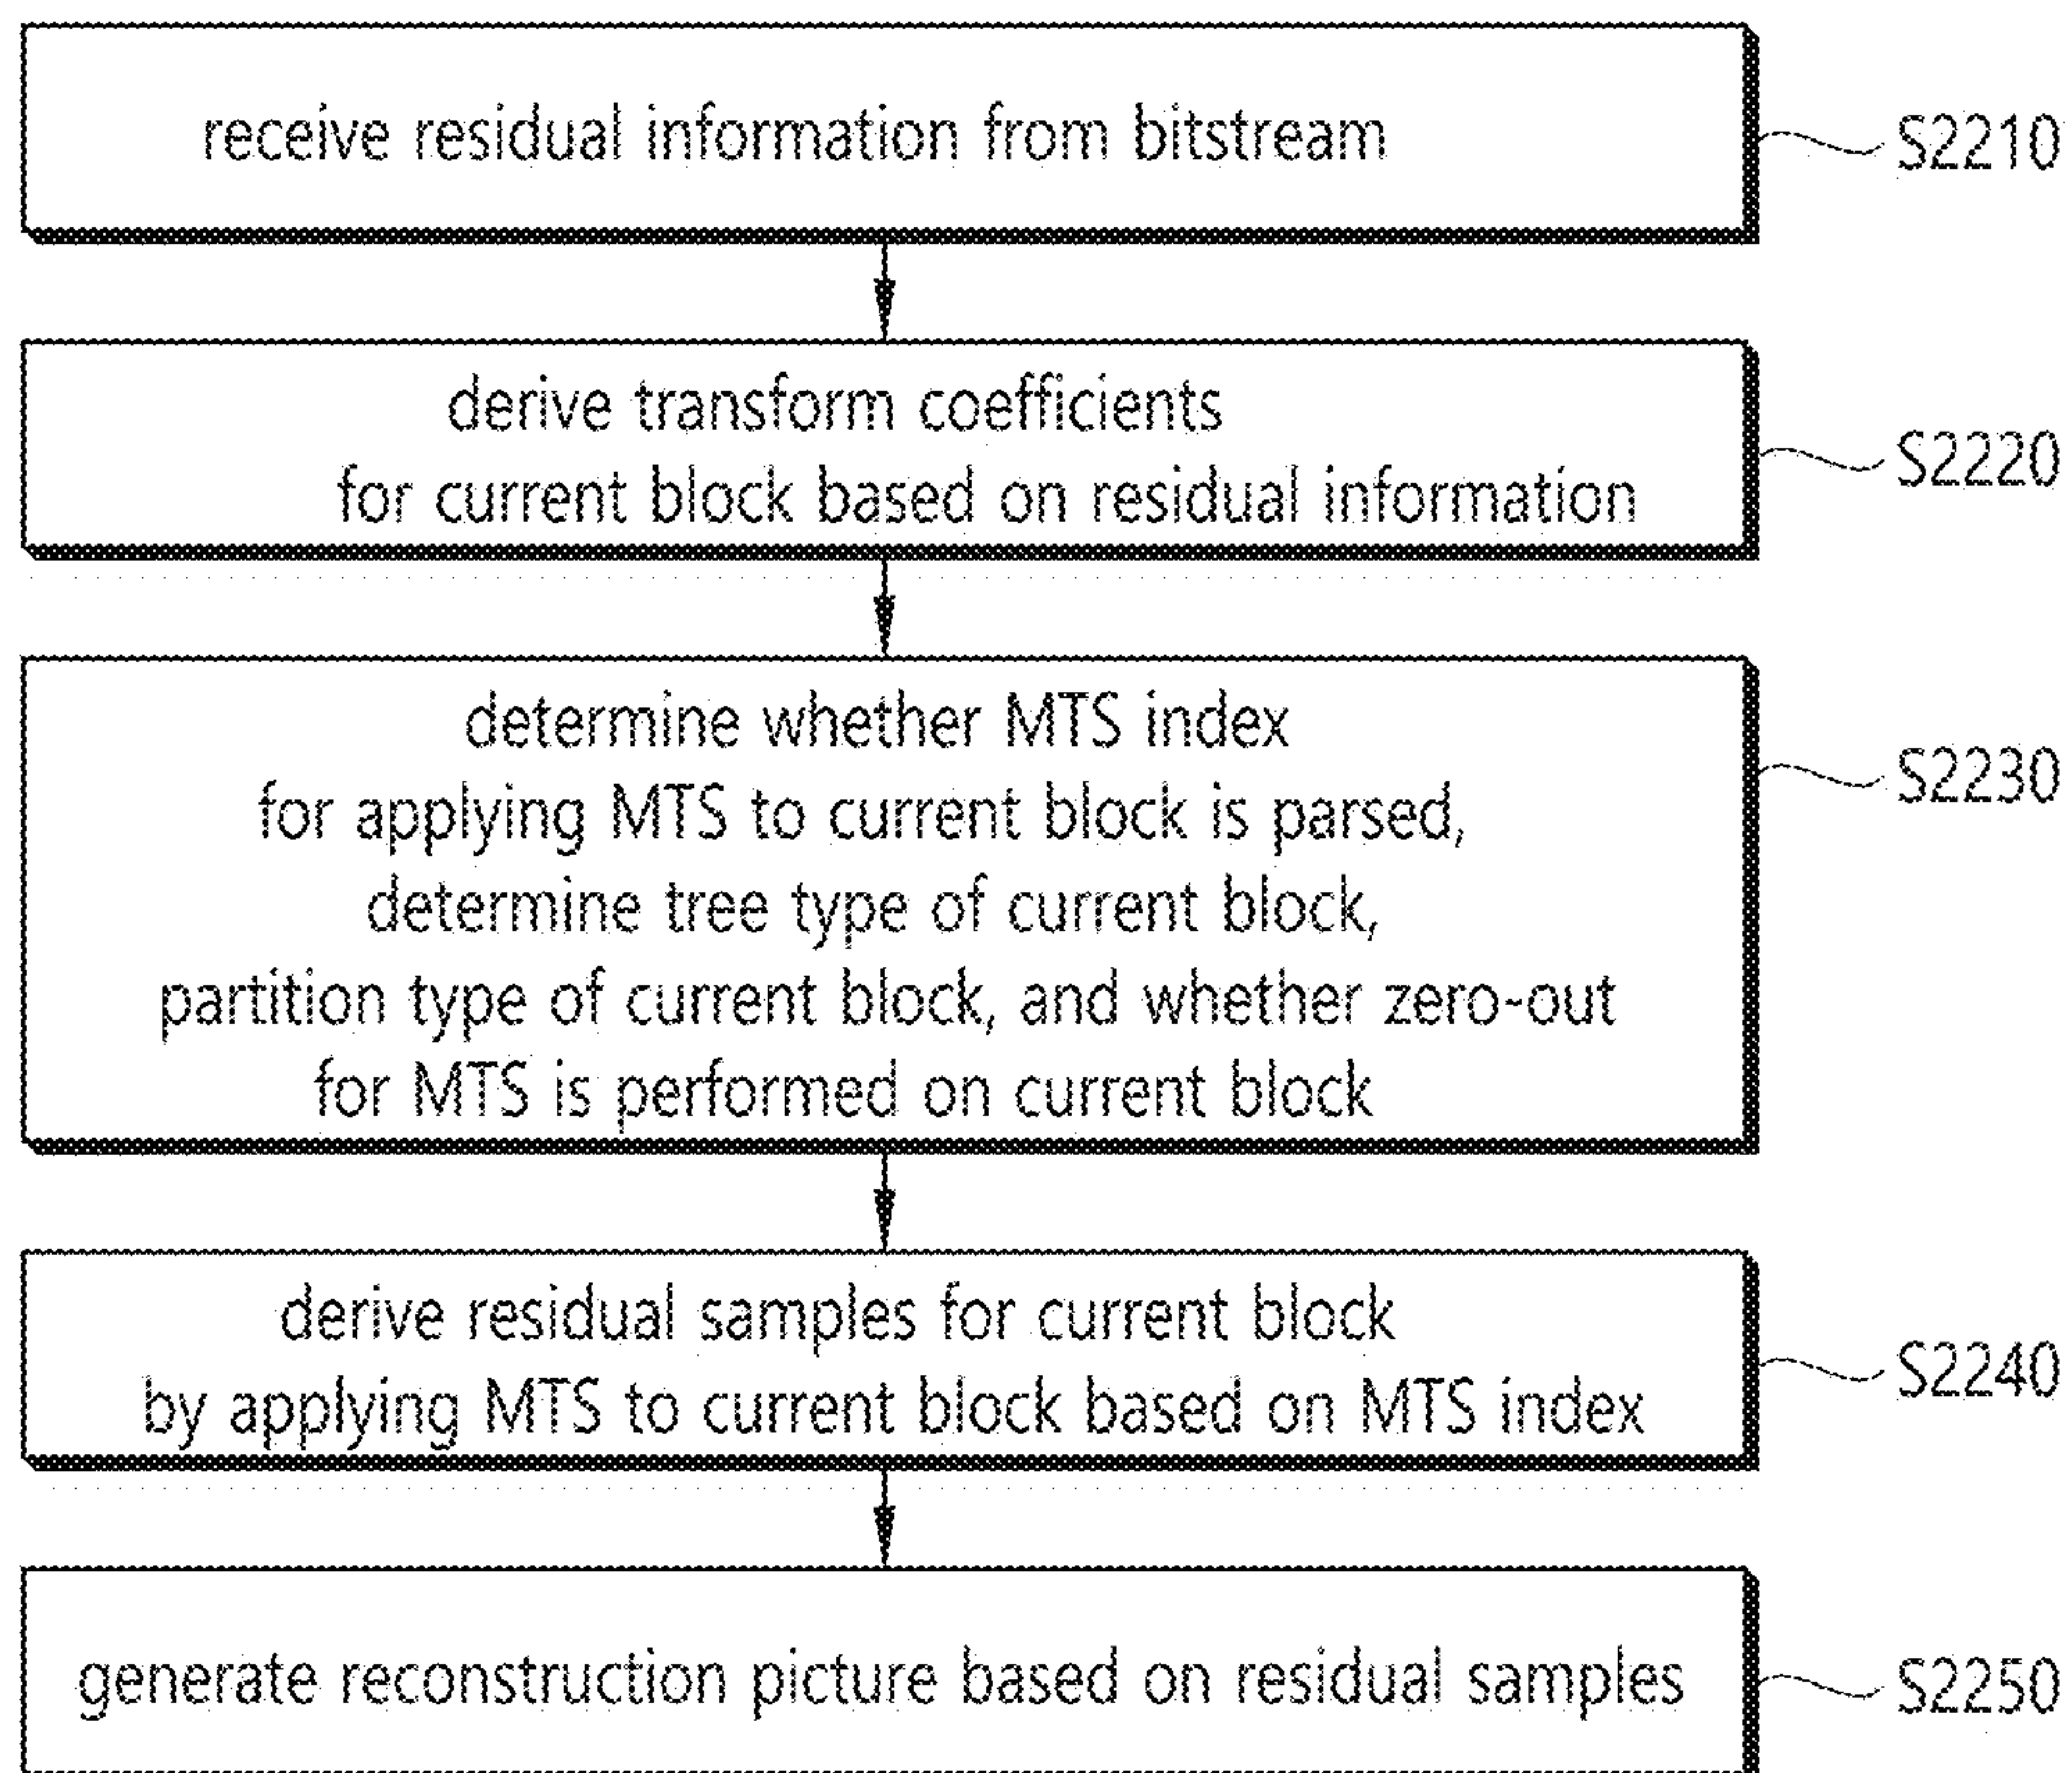 receive residual information from bitstream
S2210
derive transform coefficients
for current block based on residual information
S2220
determine whether MTS index
for applying MTS to current block is parsed,
determine tree type of current block,
partition type of current block, and whether zero-out
for MTS is performed on current block
S2230
derive residual samples for current block
by applying MTS to current block based on MTS index
S2240
generate reconstruction picture based on residual samples
S2250